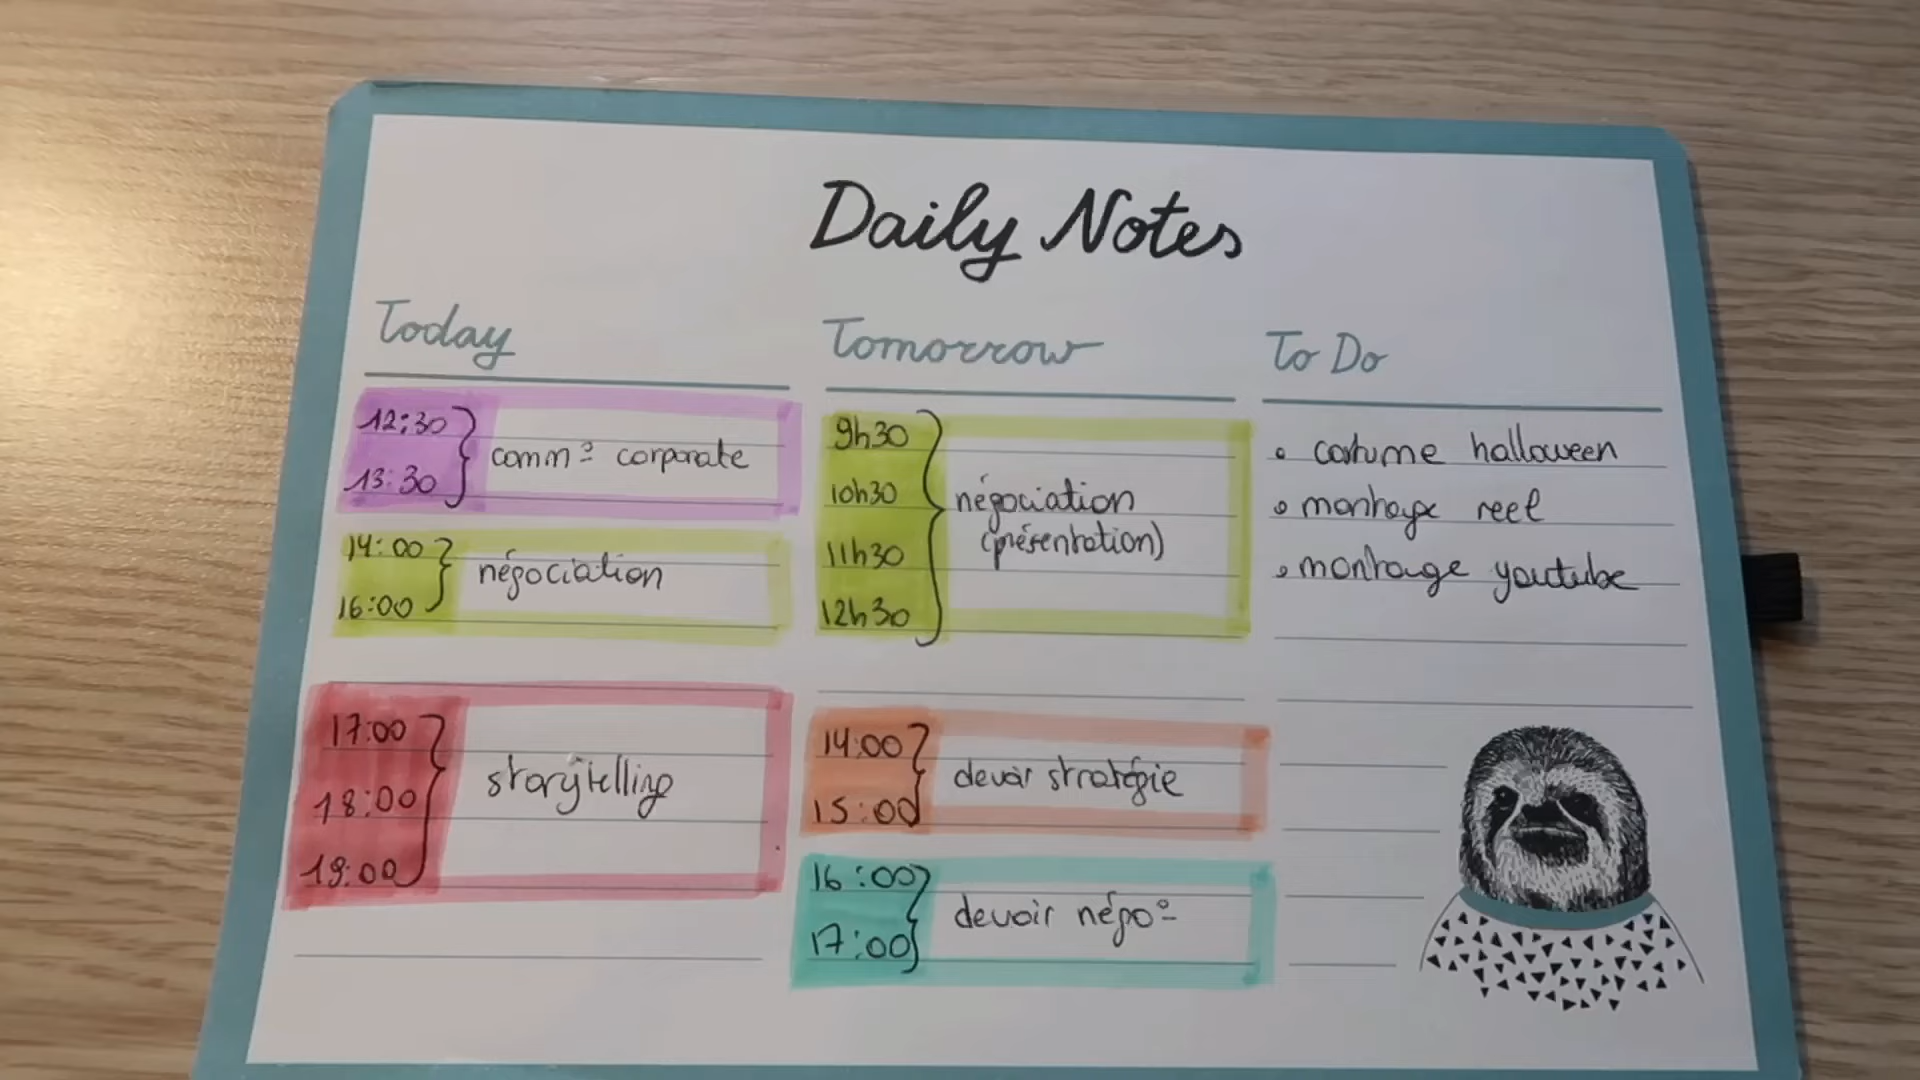 Daily Notes
Today
12:30
13:30
comm° corporate
14:00
16:00
négociation
17:00
18:00
19:00
storytelling
Tomorrow
9h30
10h30
11h30
12h30
négociation
(présentation)
14:00
15:00
devoir stratégie
16:00
17:00
devoir négo°
To Do
costume halloween
montage reel
montage youtube